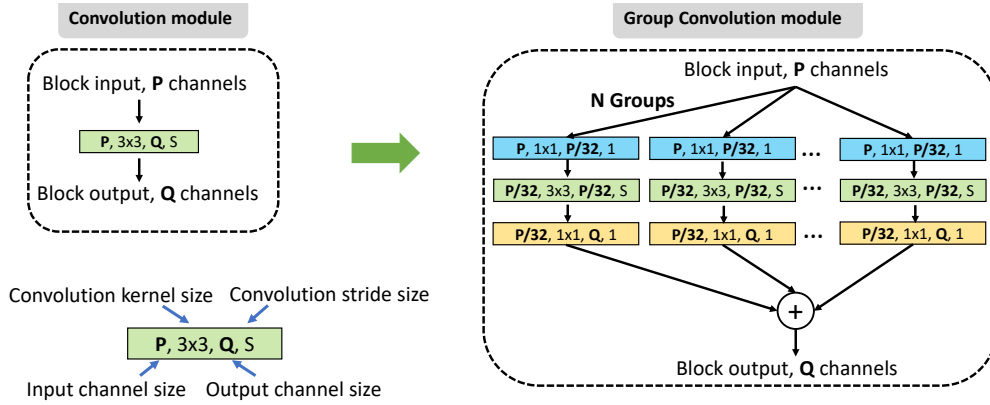 Convolution module
Block input, P channels
P, 3x3, Q, S
Block output, Q channels
Convolution kernel size
Convolution stride size
P, 3x3, Q, S
Input channel size
Output channel size
Group Convolution module
Block input, P channels
N Groups
P, 1x1, P/32, 1
P, 1x1, P/32, 1
...
P, 1x1, P/32, 1
P/32, 3x3, P/32, S
P/32, 3x3, P/32, S
...
P/32, 3x3, P/32, S
P/32, 1x1, Q, 1
P/32, 1x1, Q, 1
...
P/32, 1x1, Q, 1
+
Block output, Q channels